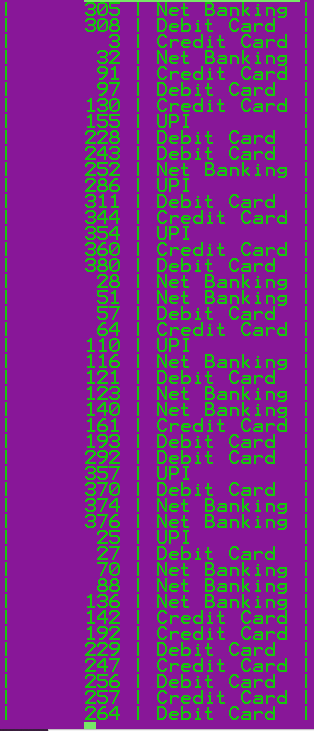 | 305 | Net Banking |
| 308 | Debit Card |
| 3 | Credit Card |
| 32 | Net Banking |
| 91 | Credit Card |
| 97 | Debit Card |
| 130 | Credit Card |
| 155 | UPI |
| 228 | Debit Card |
| 243 | Debit Card |
| 252 | Net Banking |
| 286 | UPI |
| 311 | Debit Card |
| 344 | Credit Card |
| 354 | UPI |
| 360 | Credit Card |
| 380 | Debit Card |
| 28 | Net Banking |
| 51 | Net Banking |
| 57 | Debit Card |
| 64 | Credit Card |
| 110 | UPI |
| 116 | Net Banking |
| 121 | Debit Card |
| 123 | Net Banking |
| 140 | Net Banking |
| 161 | Credit Card |
| 193 | Debit Card |
| 292 | Debit Card |
| 357 | UPI |
| 370 | Debit Card |
| 374 | Net Banking |
| 376 | Net Banking |
| 25 | UPI |
| 27 | Debit Card |
| 70 | Net Banking |
| 88 | Net Banking |
| 136 | Net Banking |
| 142 | Credit Card |
| 192 | Credit Card |
| 229 | Debit Card |
| 247 | Credit Card |
| 256 | Debit Card |
| 257 | Credit Card |
| 264 | Debit Card |